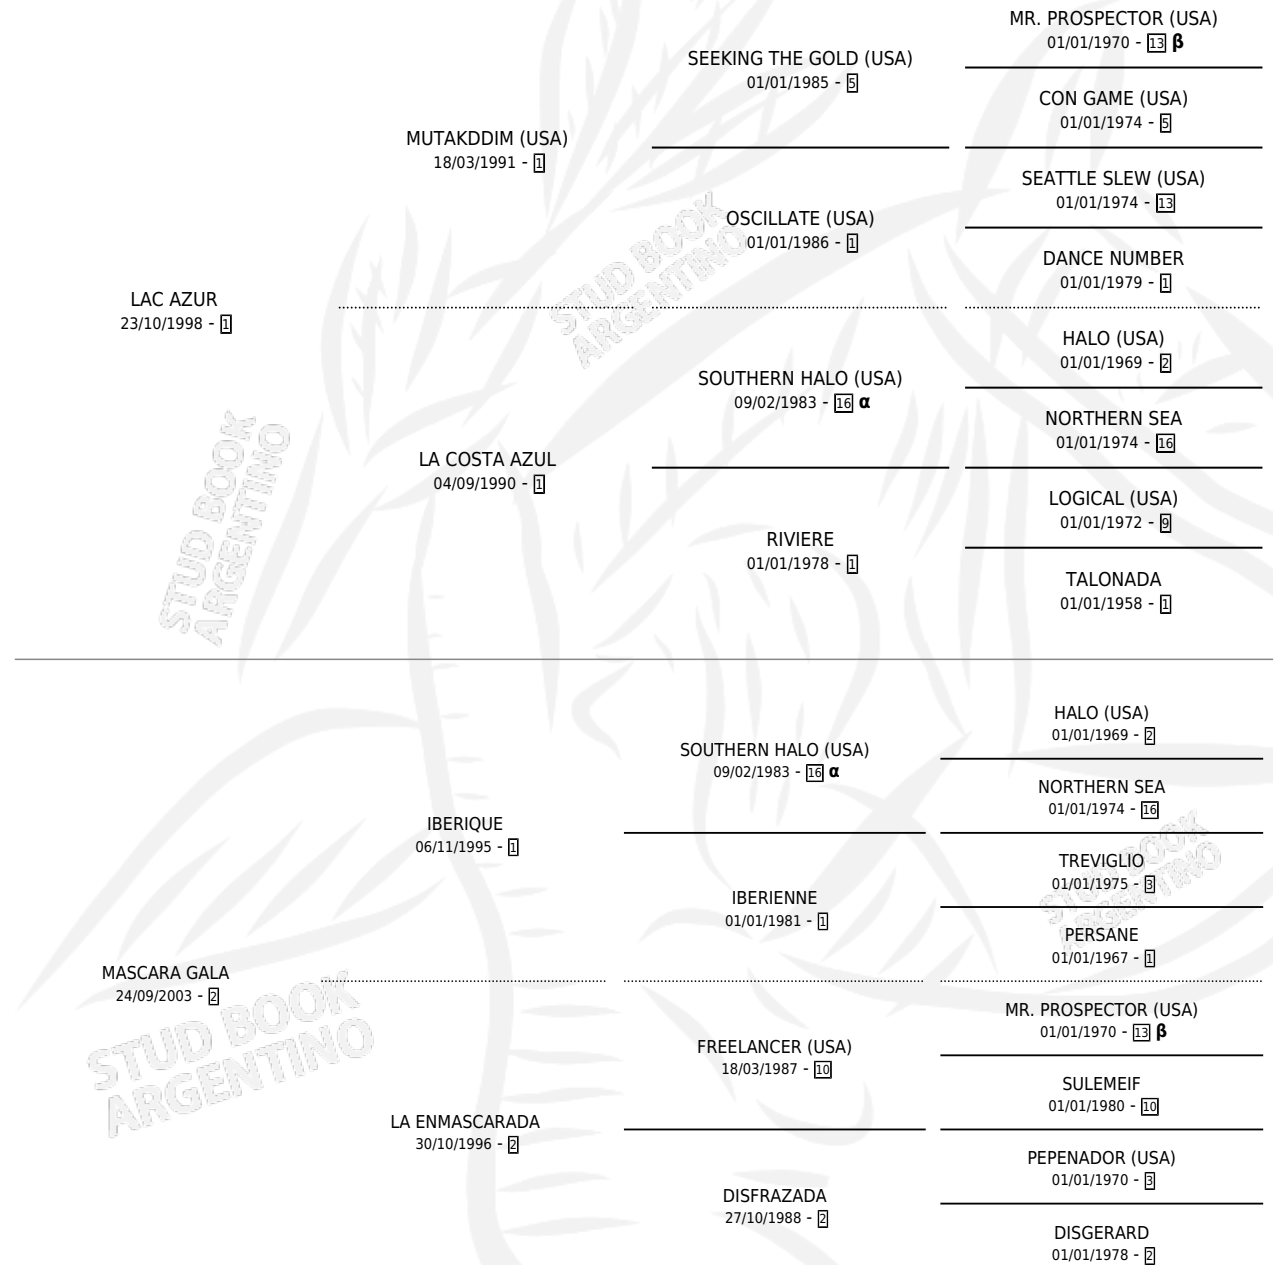 MR. PROSPECTOR (USA)
01/01/1970 - 13 β
SEEKING THE GOLD (USA)
01/01/1985 - 5
CON GAME (USA)
01/01/1974 - 5
MUTAKDDIM (USA)
18/03/1991 - 1
SEATTLE SLEW (USA)
01/01/1974 - 13
OSCILLATE (USA)
01/01/1986 - 1
DANCE NUMBER
01/01/1979 - 1
LAC AZUR
23/10/1998 - 1
HALO (USA)
01/01/1969 - 2
SOUTHERN HALO (USA)
09/02/1983 - 16 α
NORTHERN SEA
01/01/1974 - 16
LA COSTA AZUL
04/09/1990 - 1
LOGICAL (USA)
01/01/1972 - 9
RIVIERE
01/01/1978 - 1
TALONADA
01/01/1958 - 1
HALO (USA)
01/01/1969 - 2
SOUTHERN HALO (USA)
09/02/1983 - 16 α
NORTHERN SEA
01/01/1974 - 16
IBERIQUE
06/11/1995 - 1
TREVIGLIO
01/01/1975 - 3
IBERIENNE
01/01/1981 - 1
PERSANE
01/01/1967 - 1
MASCARA GALA
24/09/2003 - 2
MR. PROSPECTOR (USA)
01/01/1970 - 13 β
FREELANCER (USA)
18/03/1987 - 10
SULEMEIF
01/01/1980 - 10
LA ENMASCARADA
30/10/1996 - 2
PEPENADOR (USA)
01/01/1970 - 3
DISFRAZADA
27/10/1988 - 2
DISGERARD
01/01/1978 - 2
STUD BOOK
ARGENTINO
STUD BOOK
ARGENTINO
STUD BOOK
ARGENTINO
STUD BOOK
ARGENTINO